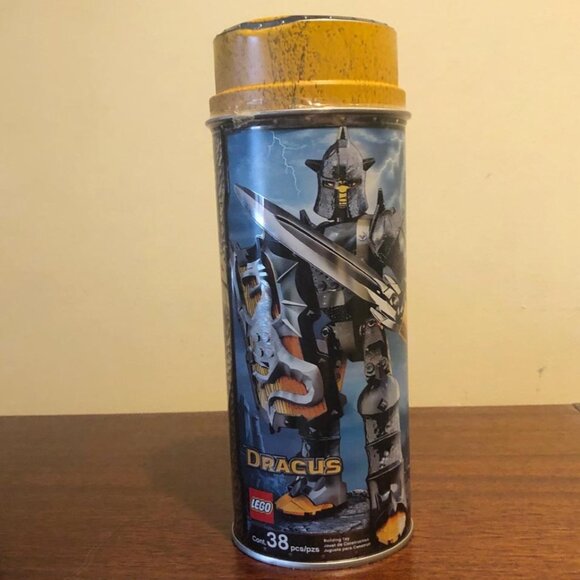 DRACUS
LEGO
Cont. 38 pcs/pzs
Building toy
Jouet de Construction
Juguete para Construir